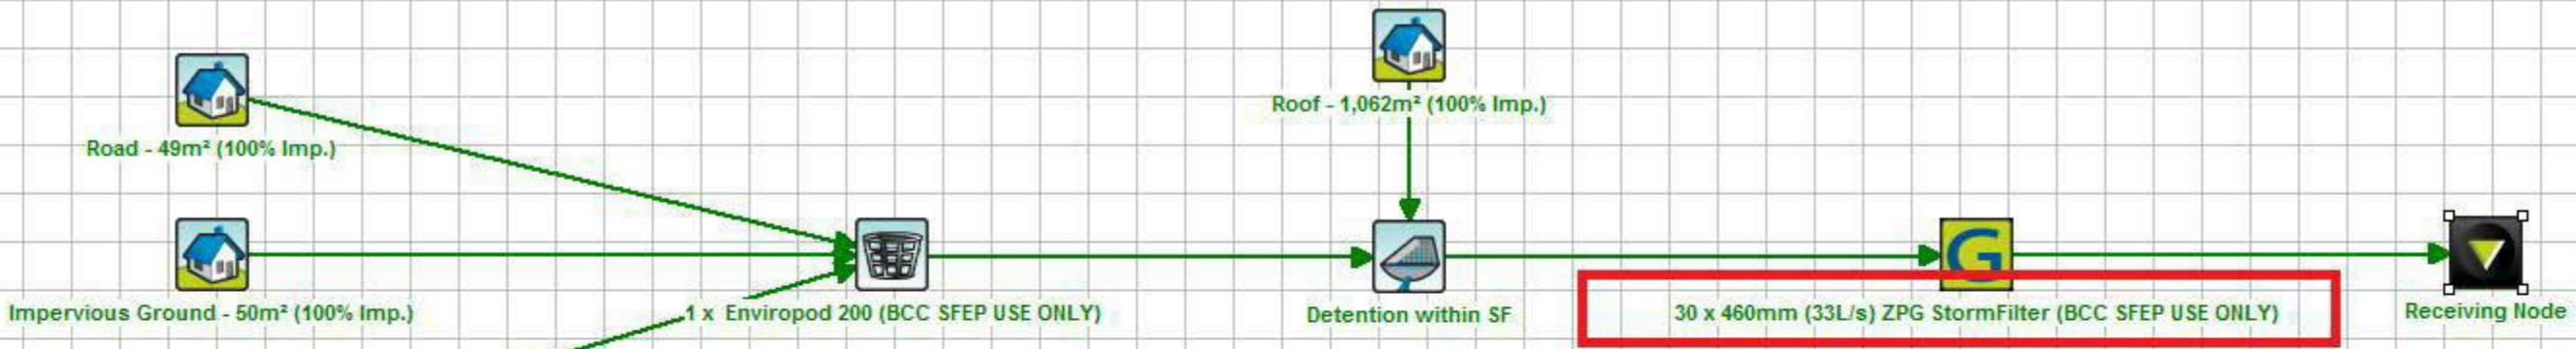 Roof - 1,062m² (100% Imp.)
Road - 49m² (100% Imp.)
Impervious Ground - 50m² (100% Imp.)
1 x  Enviropod 200 (BCC SFEP USE ONLY)
Detention within SF
G
30 x 460mm (33L/s) ZPG StormFilter (BCC SFEP USE ONLY)
Receiving Node